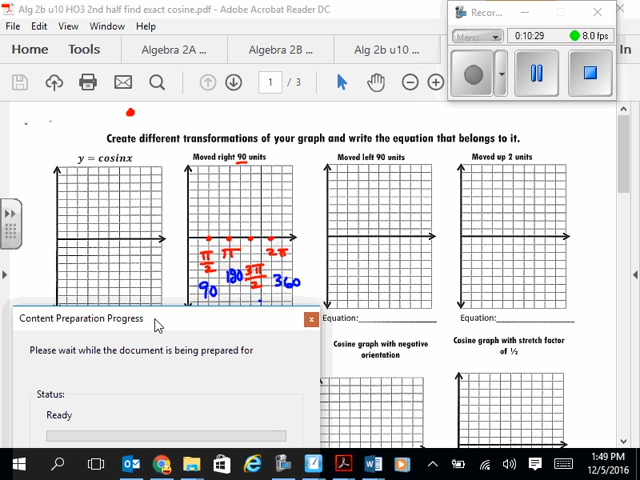 Alg 2b u10 HO3 2nd half find exact cosine.pdf - Adobe Acrobat Reader DC
File Edit View Window Help
Home Tools Algebra 2A ... Algebra 2B ... Alg 2b u10 ...
1 / 3
Recor...
Menu 0:10:29 8.0 fps
Create different transformations of your graph and write the equation that belongs to it.
y = cosinx Moved right 90 units Moved left 90 units Moved up 2 units
π/2 π 3π/2 2π
90 180 360
Equation: Equation:
Content Preparation Progress x
Please wait while the document is being prepared for
Status:
Ready
Cosine graph with negative orientation
Cosine graph with stretch factor of ½
1:49 PM
12/5/2016